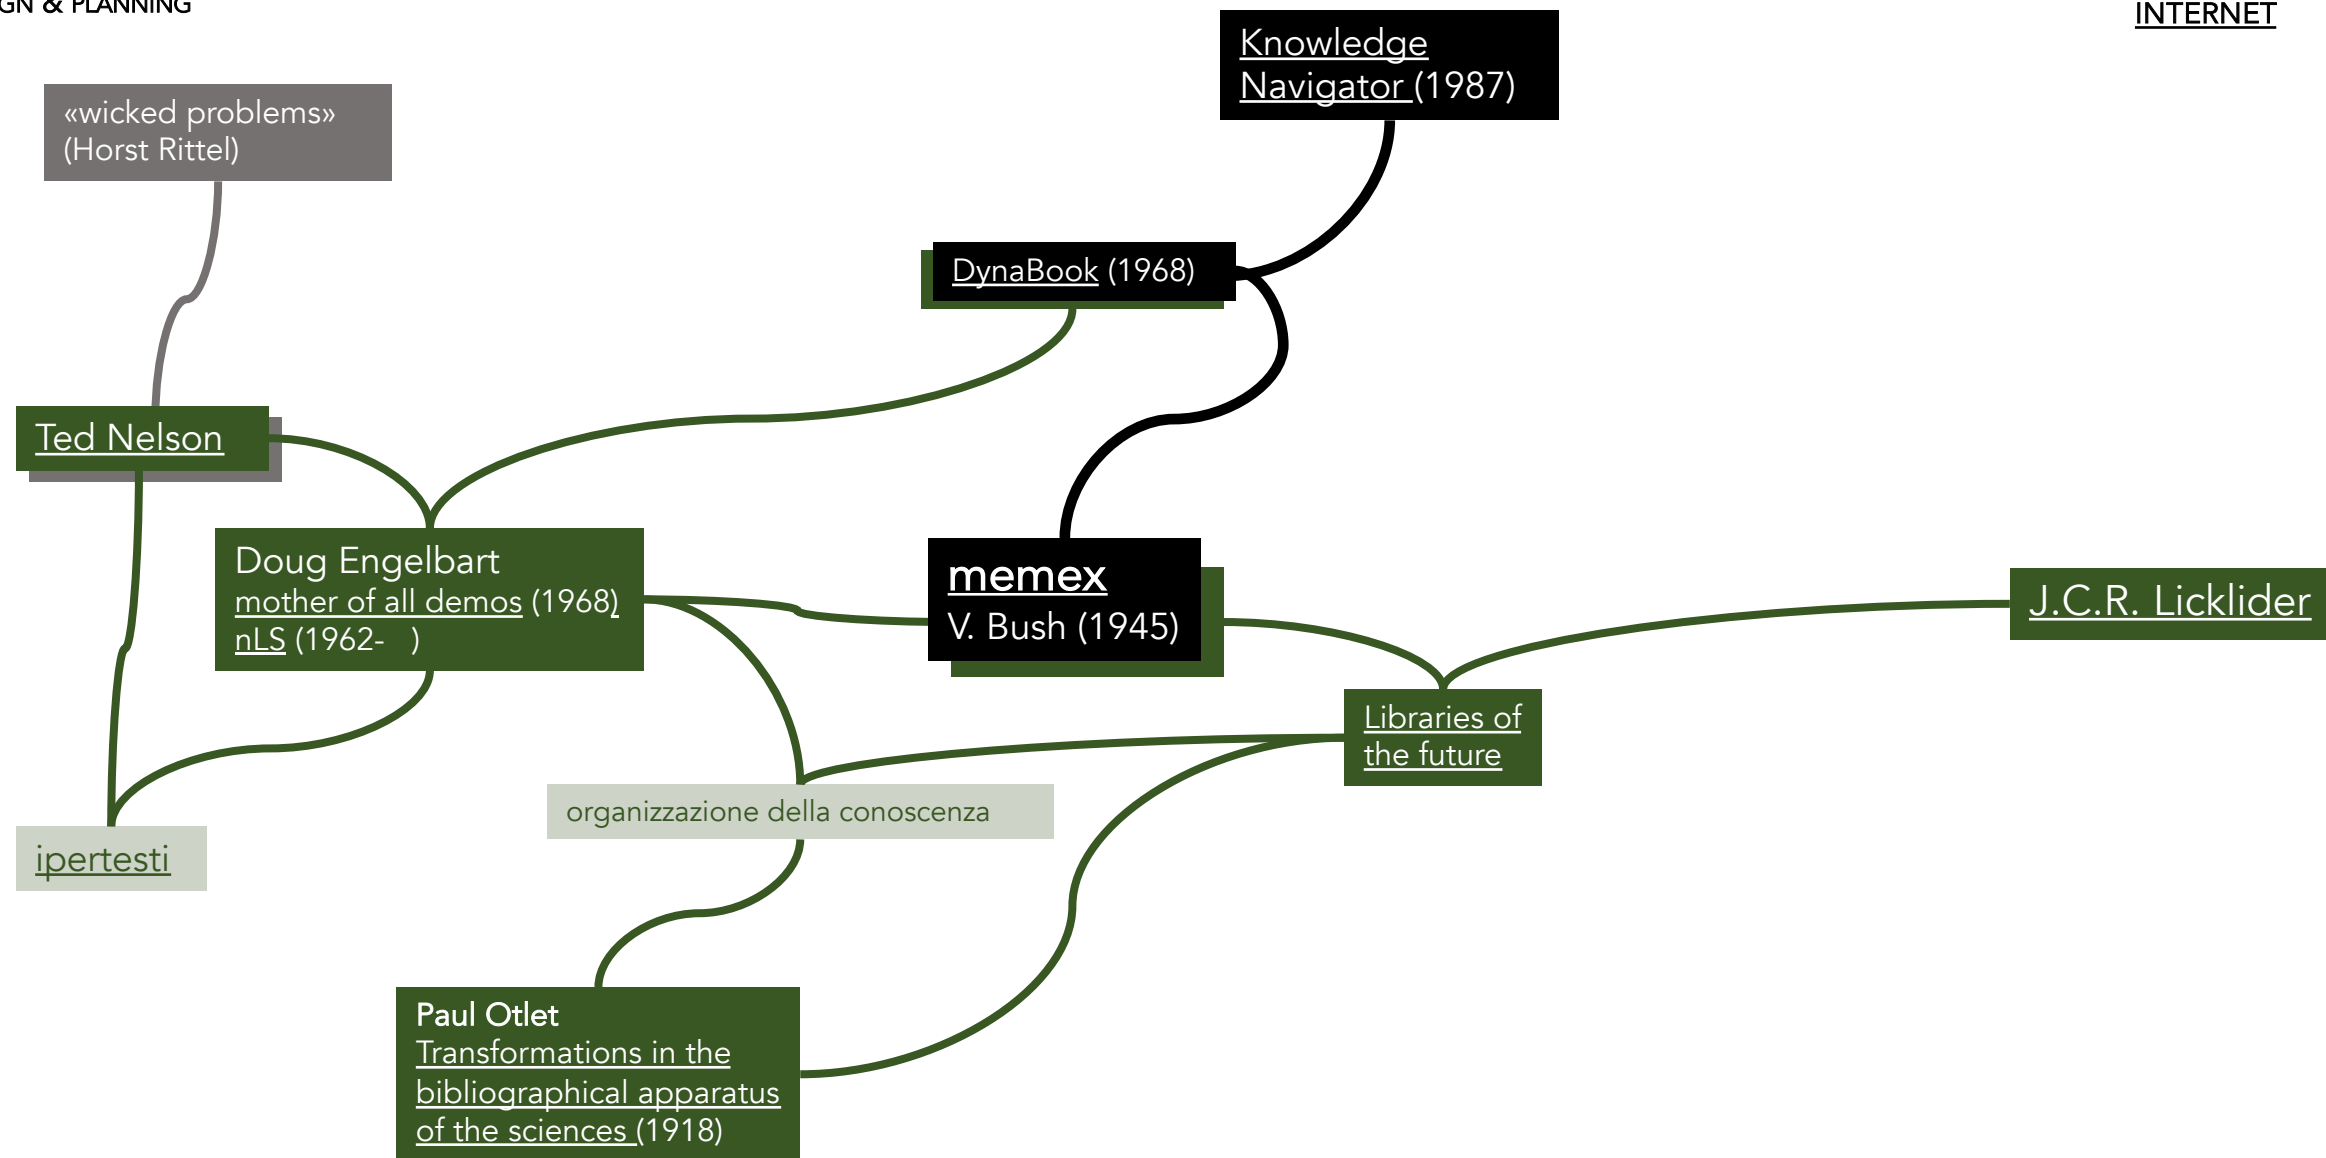 & PLANNING
INTERNET
Knowledge
Navigator (1987)
«wicked problems»
(Horst Rittel)
DynaBook (1968)
Ted Nelson
Doug Engelbart
mother of all demos (1968)
nLS (1962- )
memex
V. Bush (1945)
J.C.R. Licklider
Libraries of
the future
organizzazione della conoscenza
ipertesti
Paul Otlet
Transformations in the
bibliographical apparatus
of the sciences (1918)